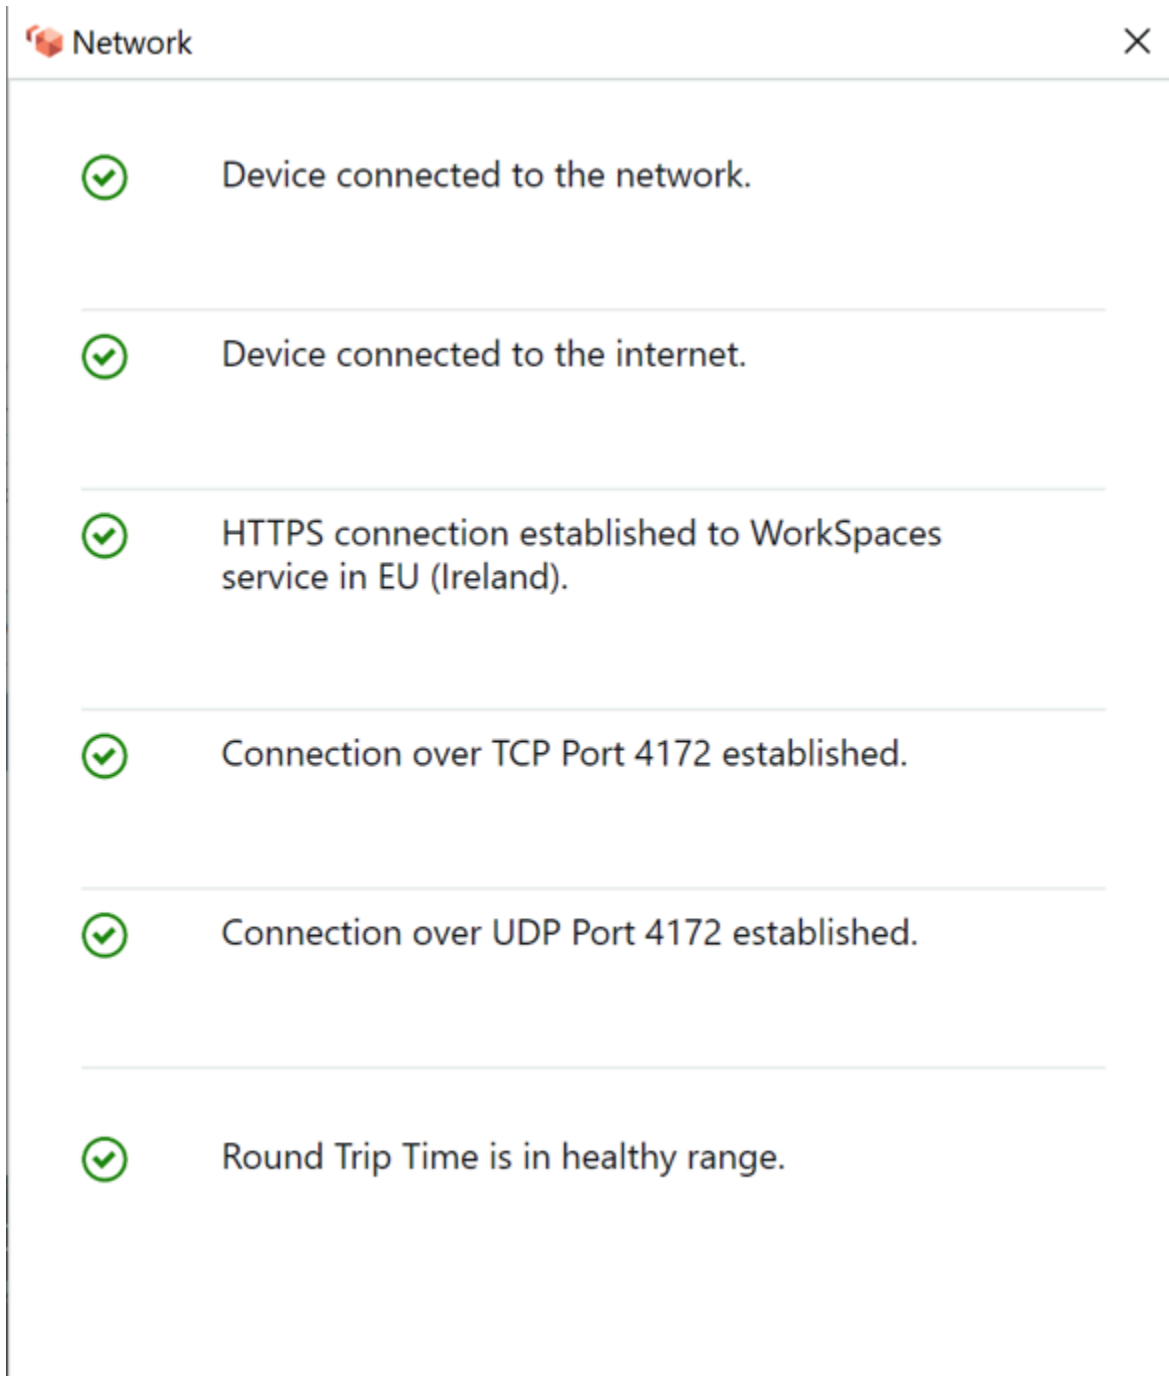 Network
Device connected to the network.
Device connected to the internet.
HTTPS connection established to WorkSpaces
service in EU (Ireland).
Connection over TCP Port 4172 established.
Connection over UDP Port 4172 established.
Round Trip Time is in healthy range.